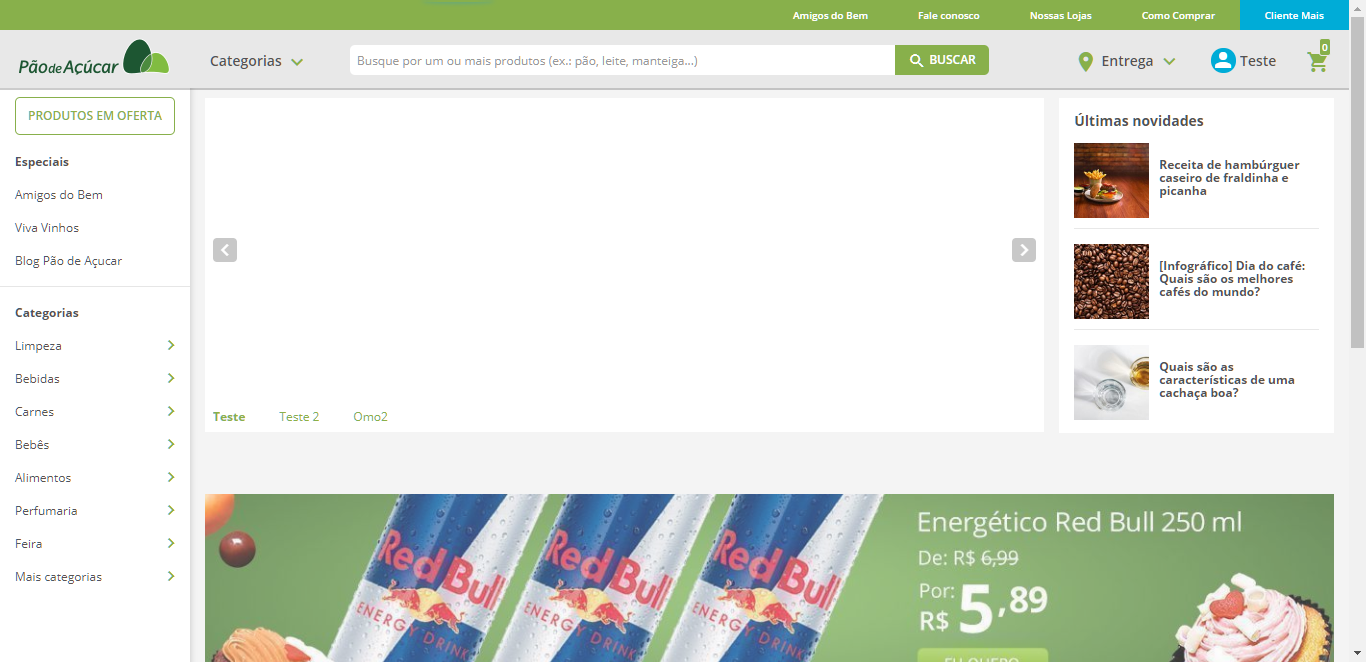 Amigos do Bem
Fale conosco
Nossas Lojas
Como Comprar
Cliente Mais
Pão de Açúcar
Categorias
Busque por um ou mais produtos (ex.: pão, leite, manteiga...)
BUSCAR
Entrega
Teste
0
PRODUTOS EM OFERTA
Especiais
Amigos do Bem
Viva Vinhos
Blog Pão de Açucar
Categorias
Limpeza
Bebidas
Carnes
Bebês
Alimentos
Perfumaria
Feira
Mais categorias
Teste
Teste 2
Omo2
Últimas novidades
Receita de hambúrguer
caseiro de fraldinha e
picanha
[Infográfico] Dia do café:
Quais são os melhores
cafés do mundo?
Quais são as
características de uma
cachaça boa?
Red Bull
ENERGY DRINK
Red Bull
ENERGY DRINK
Red Bull
ENERGY DRINK
Energético Red Bull 250 ml
De: R$ 6,99
Por:
R$ 5,89
EU QUERO